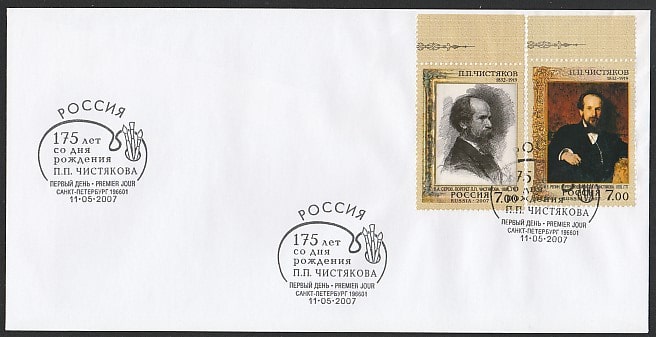 П.П.ЧИСТЯКОВ
1832-1919
РОССИЯ
RUSSIA · 2007
7.00
П.П.ЧИСТЯКОВ
1832-1919
7.00
РОССИЯ
175 лет
со дня
рождения
П.П. ЧИСТЯКОВА
ПЕРВЫЙ ДЕНЬ • PREMIER JOUR
САНКТ-ПЕТЕРБУРГ 196601
11-05-2007
РОССИЯ
175 лет
со дня
рождения
П.П. ЧИСТЯКОВА
ПЕРВЫЙ ДЕНЬ • PREMIER JOUR
САНКТ-ПЕТЕРБУРГ 196601
11-05-2007
рождения
П.П. ЧИСТЯКОВА
ПЕРВЫЙ ДЕНЬ • PREMIER JOUR
САНКТ-ПЕТЕРБУРГ 196601
11-05-2007